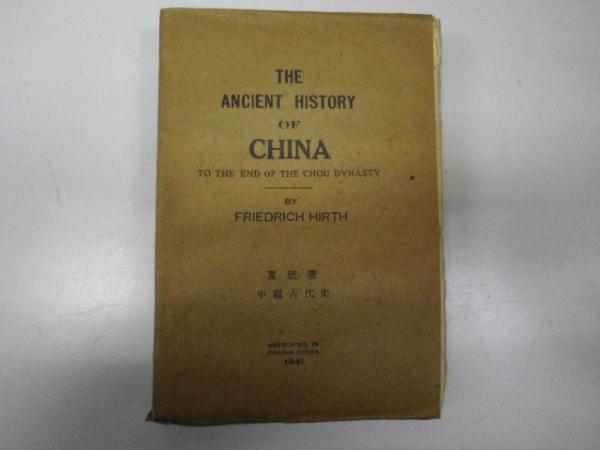 THE
ANCIENT HISTORY
OF
CHINA
TO THE END OF THE CHOU DYNASTY
BY
FRIEDRICH HIRTH
夏德著
中國古代史
REPRINTED IN
PEKING, CHINA
1941